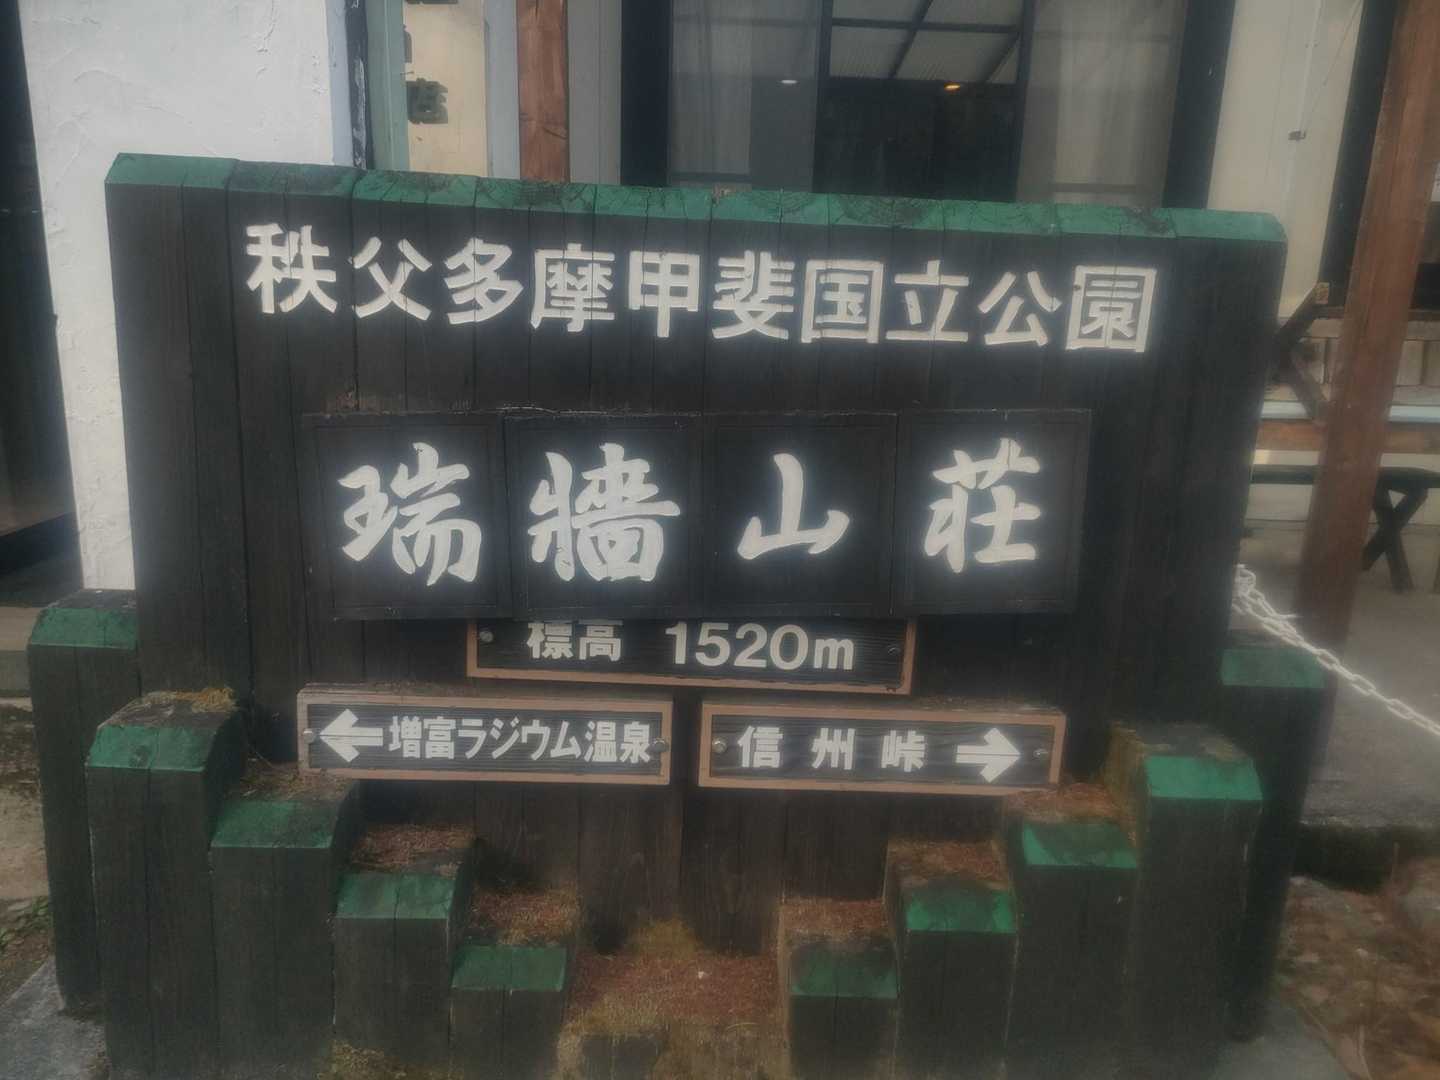 秩父多摩甲斐国立公園
瑞牆山荘
標高 1520m
←増富ラジウム温泉
信州峠→